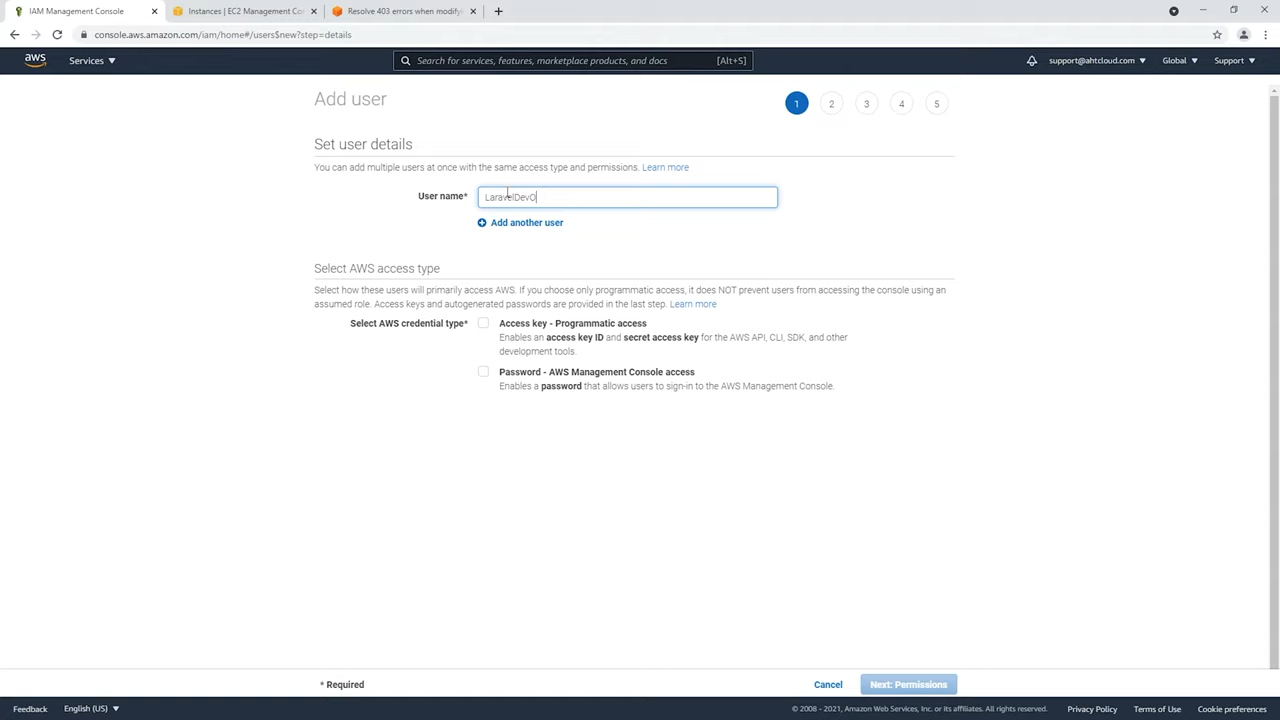 IAM Management Console
Instances | EC2 Management Co
Resolve 403 errors when modify
console.aws.amazon.com/iam/home#/users$new?step=details
aws
Services
Search for services, features, marketplace products, and docs
[Alt+S]
support@ahtcloud.com
Global
Support
Add user
1
2
3
4
5
Set user details
You can add multiple users at once with the same access type and permissions. Learn more
User name*
LaravelDevO
Add another user
Select AWS access type
Select how these users will primarily access AWS. If you choose only programmatic access, it does NOT prevent users from accessing the console using an
assumed role. Access keys and autogenerated passwords are provided in the last step. Learn more
Select AWS credential type*
Access key - Programmatic access
Enables an access key ID and secret access key for the AWS API, CLI, SDK, and other
development tools.
Password - AWS Management Console access
Enables a password that allows users to sign-in to the AWS Management Console.
* Required
Cancel
Next: Permissions
Feedback
English (US)
© 2008 - 2021, Amazon Web Services, Inc. or its affiliates. All rights reserved.
Privacy Policy
Terms of Use
Cookie preferences